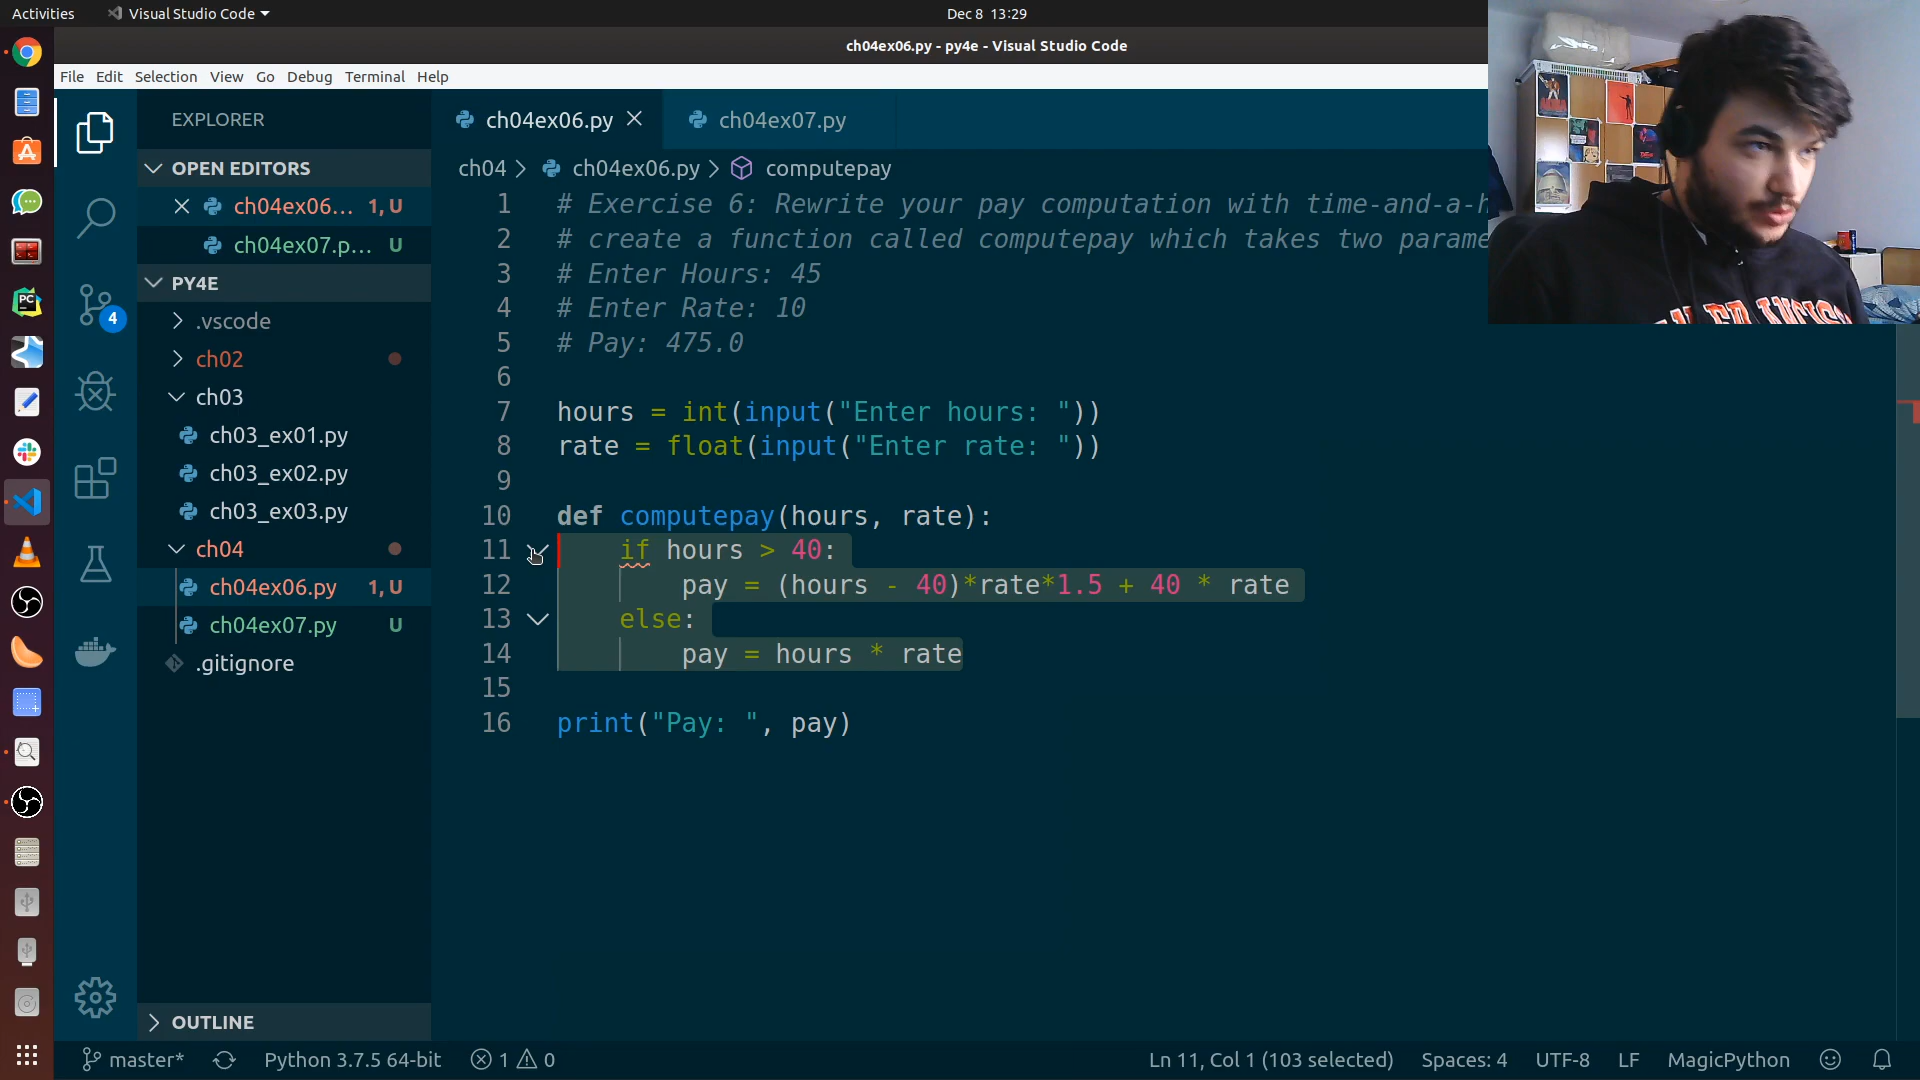 Activities
Visual Studio Code
Dec 8 13:29
ch04ex06.py - py4e - Visual Studio Code
File Edit Selection View Go Debug Terminal Help
EXPLORER
OPEN EDITORS
ch04ex06... 1, U
ch04ex07.p... U
PY4E
.vscode
ch02
ch03
ch03_ex01.py
ch03_ex02.py
ch03_ex03.py
ch04
ch04ex06.py 1, U
ch04ex07.py U
.gitignore
OUTLINE
4
PC
ch04ex06.py
ch04ex07.py
ch04 > ch04ex06.py > computepay
1 # Exercise 6: Rewrite your pay computation with time-and-a-h
2 # create a function called computepay which takes two parame
3 # Enter Hours: 45
4 # Enter Rate: 10
5 # Pay: 475.0
6
7 hours = int(input("Enter hours: "))
8 rate = float(input("Enter rate: "))
9
10 def computepay(hours, rate):
11 if hours > 40:
12 pay = (hours - 40)*rate*1.5 + 40 * rate
13 else:
14 pay = hours * rate
15
16 print("Pay: ", pay)
master*
Python 3.7.5 64-bit
1
0
Ln 11, Col 1 (103 selected)
Spaces: 4
UTF-8
LF
MagicPython